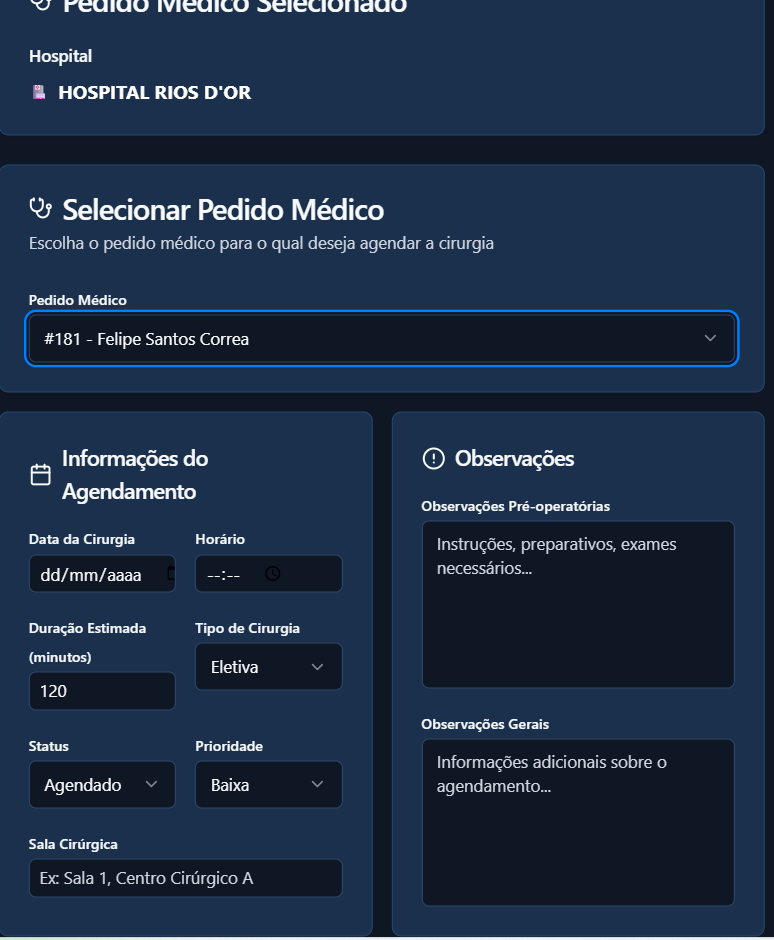 Pedido Médico Selecionado
Hospital
HOSPITAL RIOS D'OR
Selecionar Pedido Médico
Escolha o pedido médico para o qual deseja agendar a cirurgia
Pedido Médico
#181 - Felipe Santos Correa
Informações do
Agendamento
Data da Cirurgia
Horário
dd/mm/aaaa
--:--
Duração Estimada
(minutos)
Tipo de Cirurgia
120
Eletiva
Status
Prioridade
Agendado
Baixa
Sala Cirúrgica
Ex: Sala 1, Centro Cirúrgico A
Observações
Observações Pré-operatórias
Instruções, preparativos, exames
necessários...
Observações Gerais
Informações adicionais sobre o
agendamento...